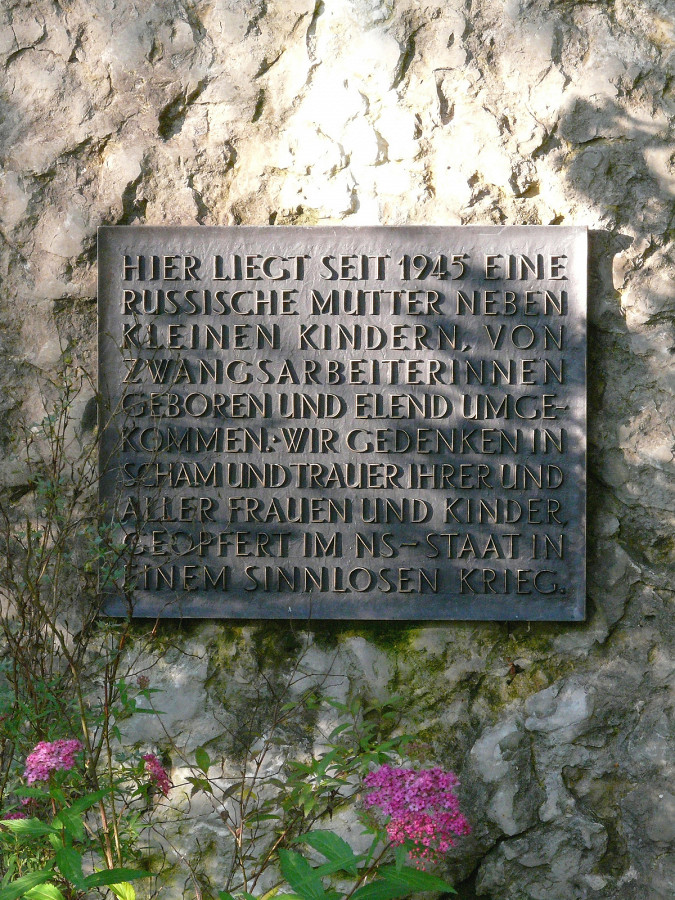 HIER LIEGT SEIT 1945 EINE
RUSSISCHE MUTTER NEBEN
KLEINEN KINDERN, VON
ZWANGSARBEITERINNEN
GEBOREN UND ELEND UMGE-
KOMMEN. WIR GEDENKEN IN
SCHAM UND TRAUER IHRER UND
ALLER FRAUEN UND KINDER,
GEOPFERT IM NS-STAAT IN
EINEM SINNLOSEN KRIEG.